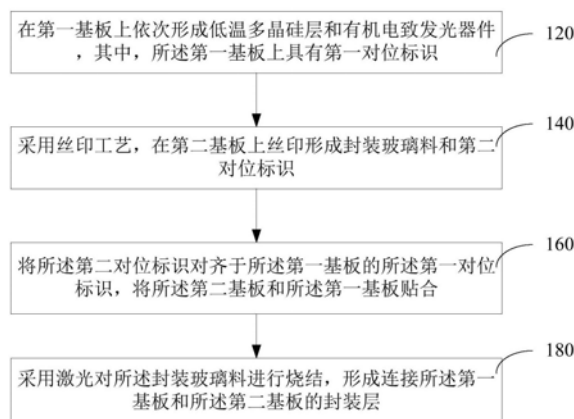 在第一基板上依次形成低温多晶硅层和有机电致发光器件
,其中,所述第一基板上具有第一对位标识
120
采用丝印工艺,在第二基板上丝印形成封装玻璃料和第二
对位标识
140
将所述第二对位标识对齐于所述第一基板的所述第一对位
标识,将所述第二基板和所述第一基板贴合
160
采用激光对所述封装玻璃料进行烧结,形成连接所述第一
基板和所述第二基板的封装层
180